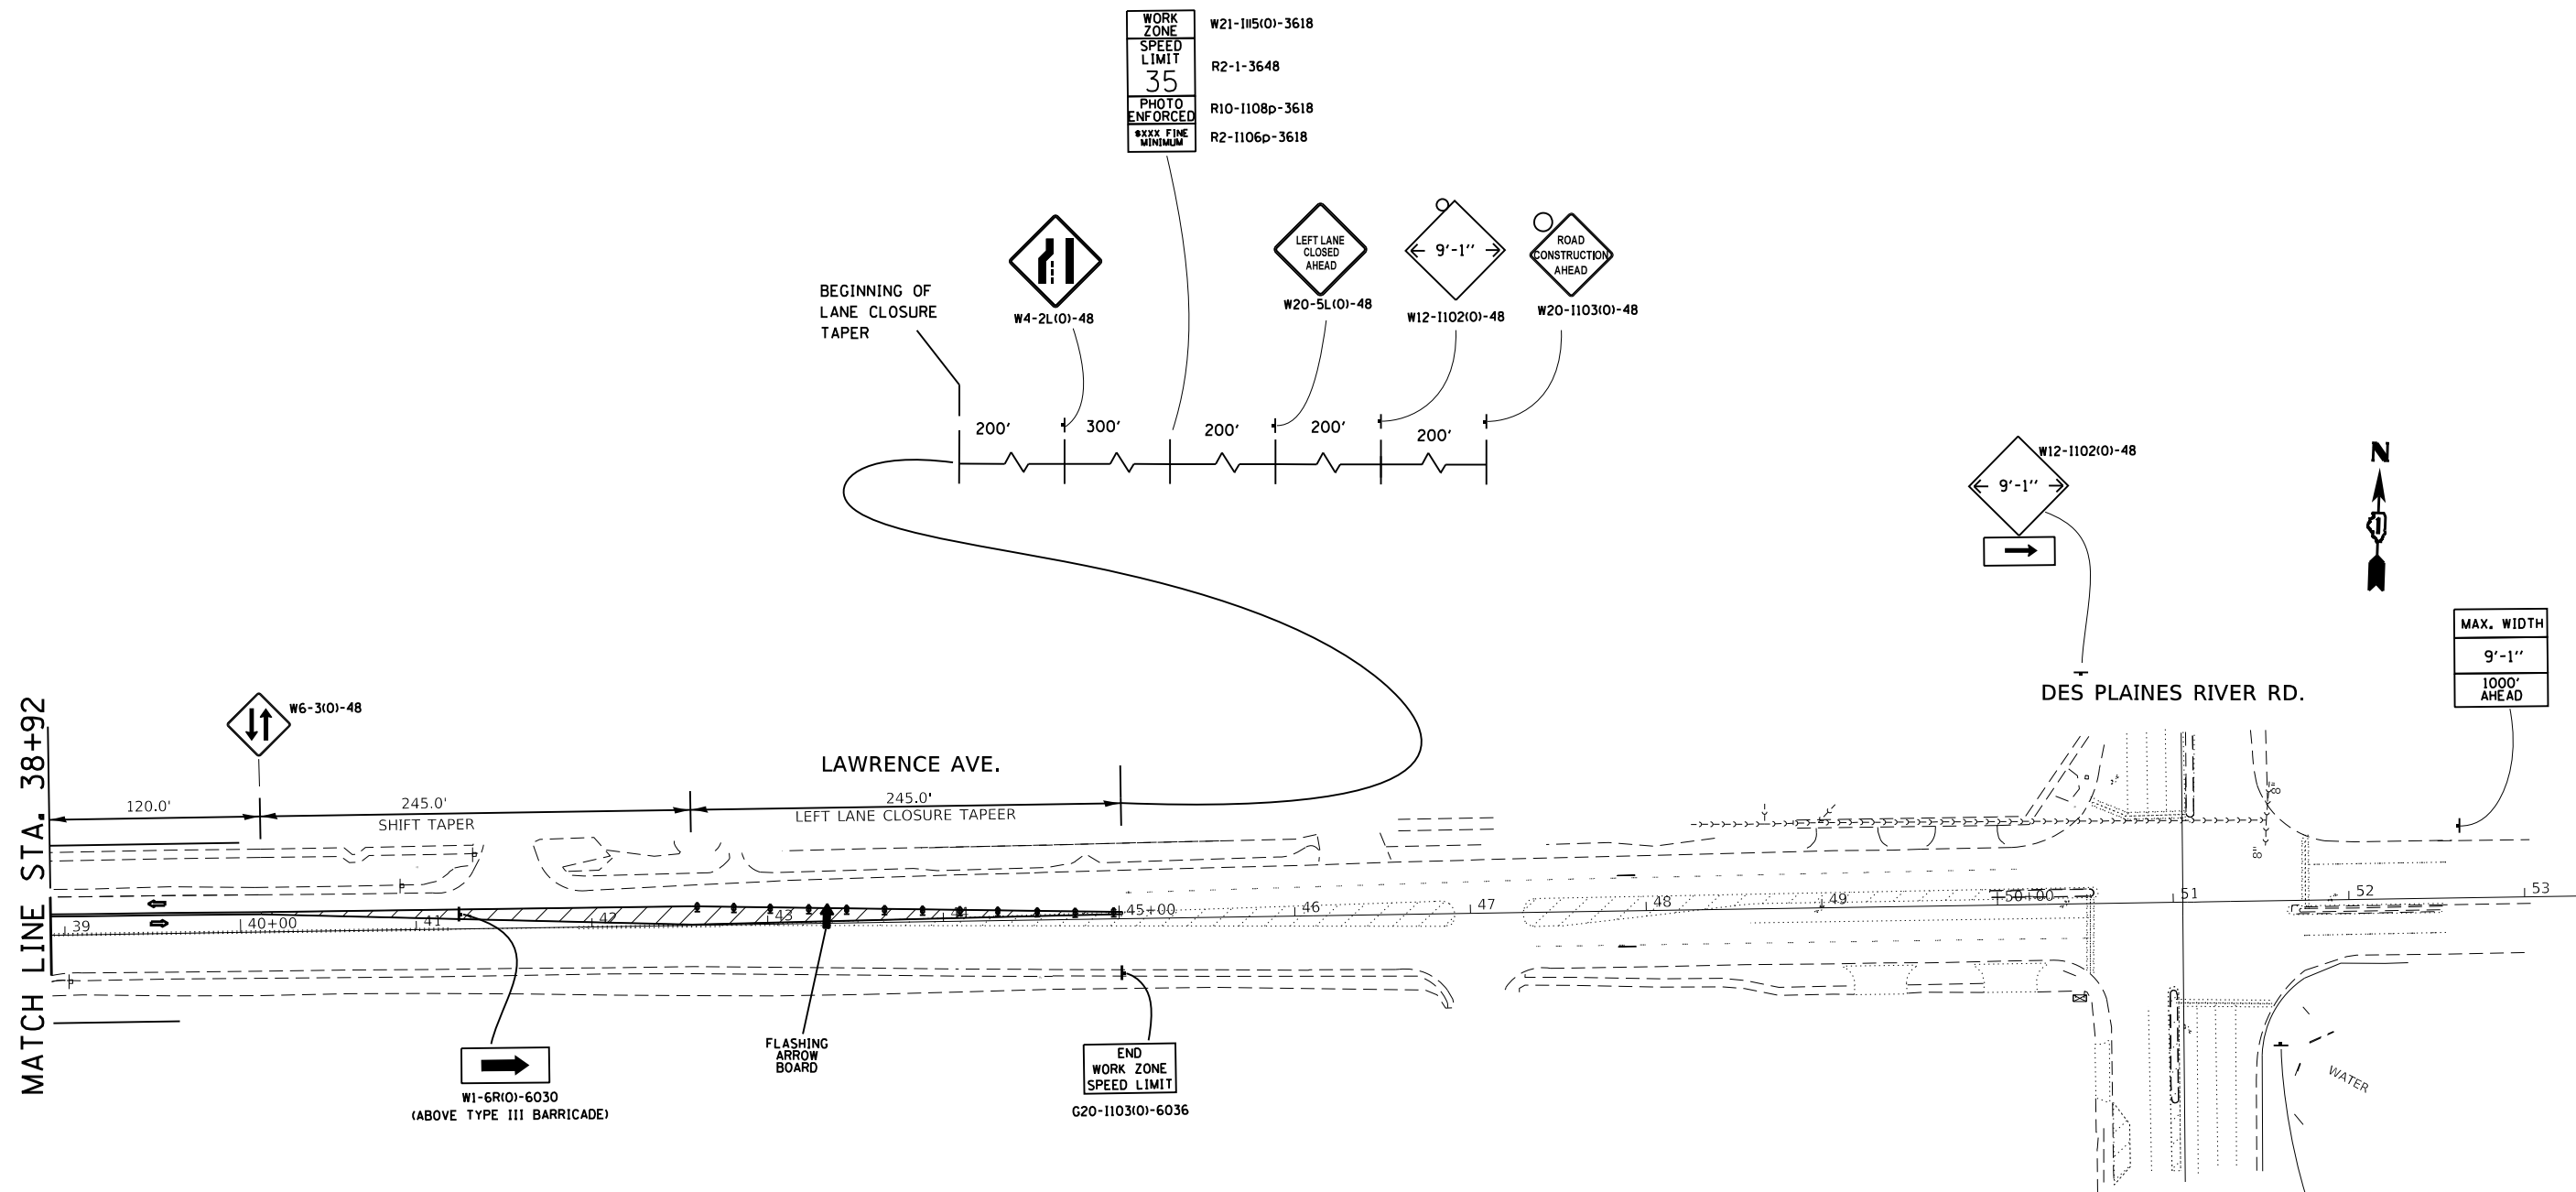 WORK
ZONE
SPEED
LIMIT
35
PHOTO
ENFORCED
$XXX FINE
MINIMUM
W21-I115(O)-3618
R2-1-3648
R10-I108p-3618
R2-I106p-3618
LEFT LANE
CLOSED
AHEAD
9'-1''
ROAD
CONSTRUCTION
AHEAD
W4-2L(O)-48
W20-5L(O)-48
W12-I102(O)-48
W20-I103(O)-48
BEGINNING OF
LANE CLOSURE
TAPER
200'
300'
200'
200'
200'
9'-1''
W12-I102(O)-48
N
MAX. WIDTH
9'-1''
1000'
AHEAD
DES PLAINES RIVER RD.
MATCH LINE STA. 38+92
W6-3(O)-48
LAWRENCE AVE.
120.0'
245.0'
SHIFT TAPER
245.0'
LEFT LANE CLOSURE TAPEER
39
40+00
41
42
43
44
45+00
46
47
48
49
50+00
51
52
53
8"
8"
W1-6R(O)-6030
(ABOVE TYPE III BARRICADE)
FLASHING
ARROW
BOARD
END
WORK ZONE
SPEED LIMIT
G20-I103(O)-6036
WATER